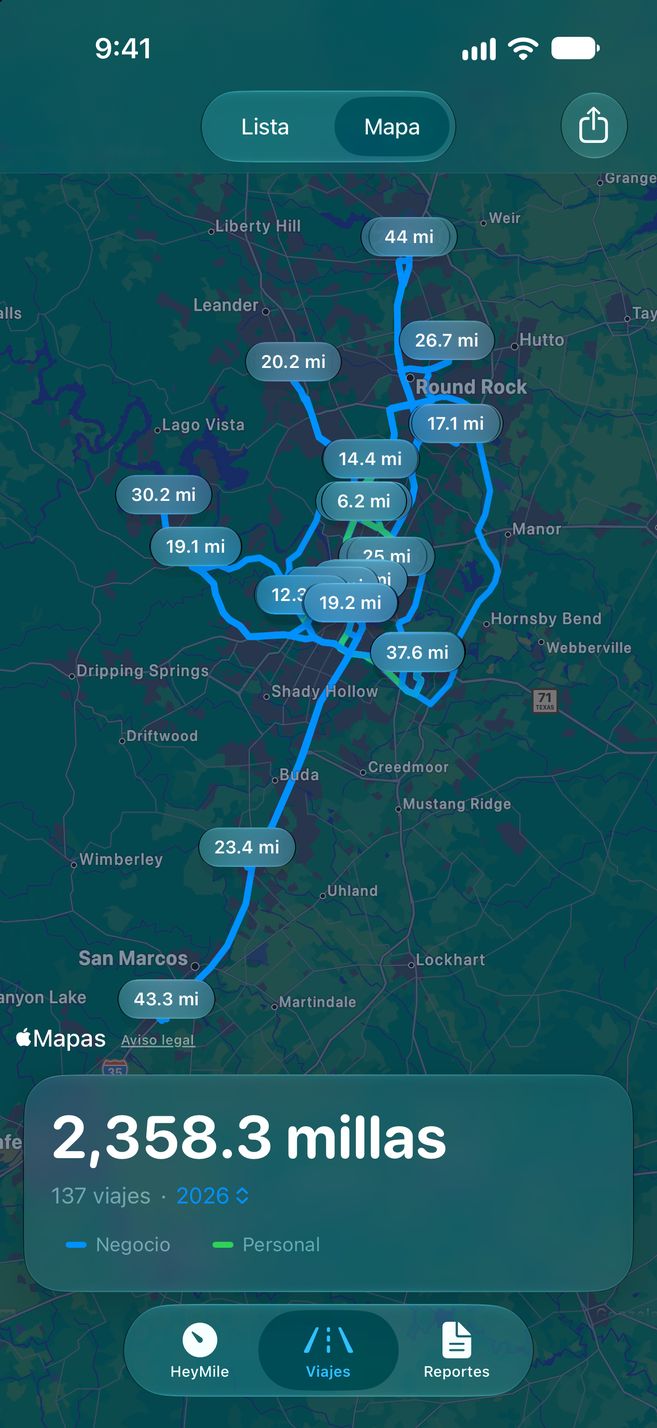 9:41
Lista
Mapa
Grange
Liberty Hill
Weir
44 mi
Leander
alls
Tay
26.7 mi
Hutto
20.2 mi
Round Rock
Lago Vista
17.1 mi
14.4 mi
30.2 mi
6.2 mi
Manor
19.1 mi
25 mi
mi
12.3
19.2 mi
Hornsby Bend
Webberville
37.6 mi
Dripping Springs
Shady Hollow
71
TEXAS
Driftwood
Creedmoor
Buda
Mustang Ridge
23.4 mi
Wimberley
Uhland
San Marcos
Lockhart
anyon Lake
43.3 mi
Martindale
Mapas
Aviso legal
35
afe
2,358.3 millas
137 viajes · 2026
Negocio
Personal
HeyMile
Viajes
Reportes